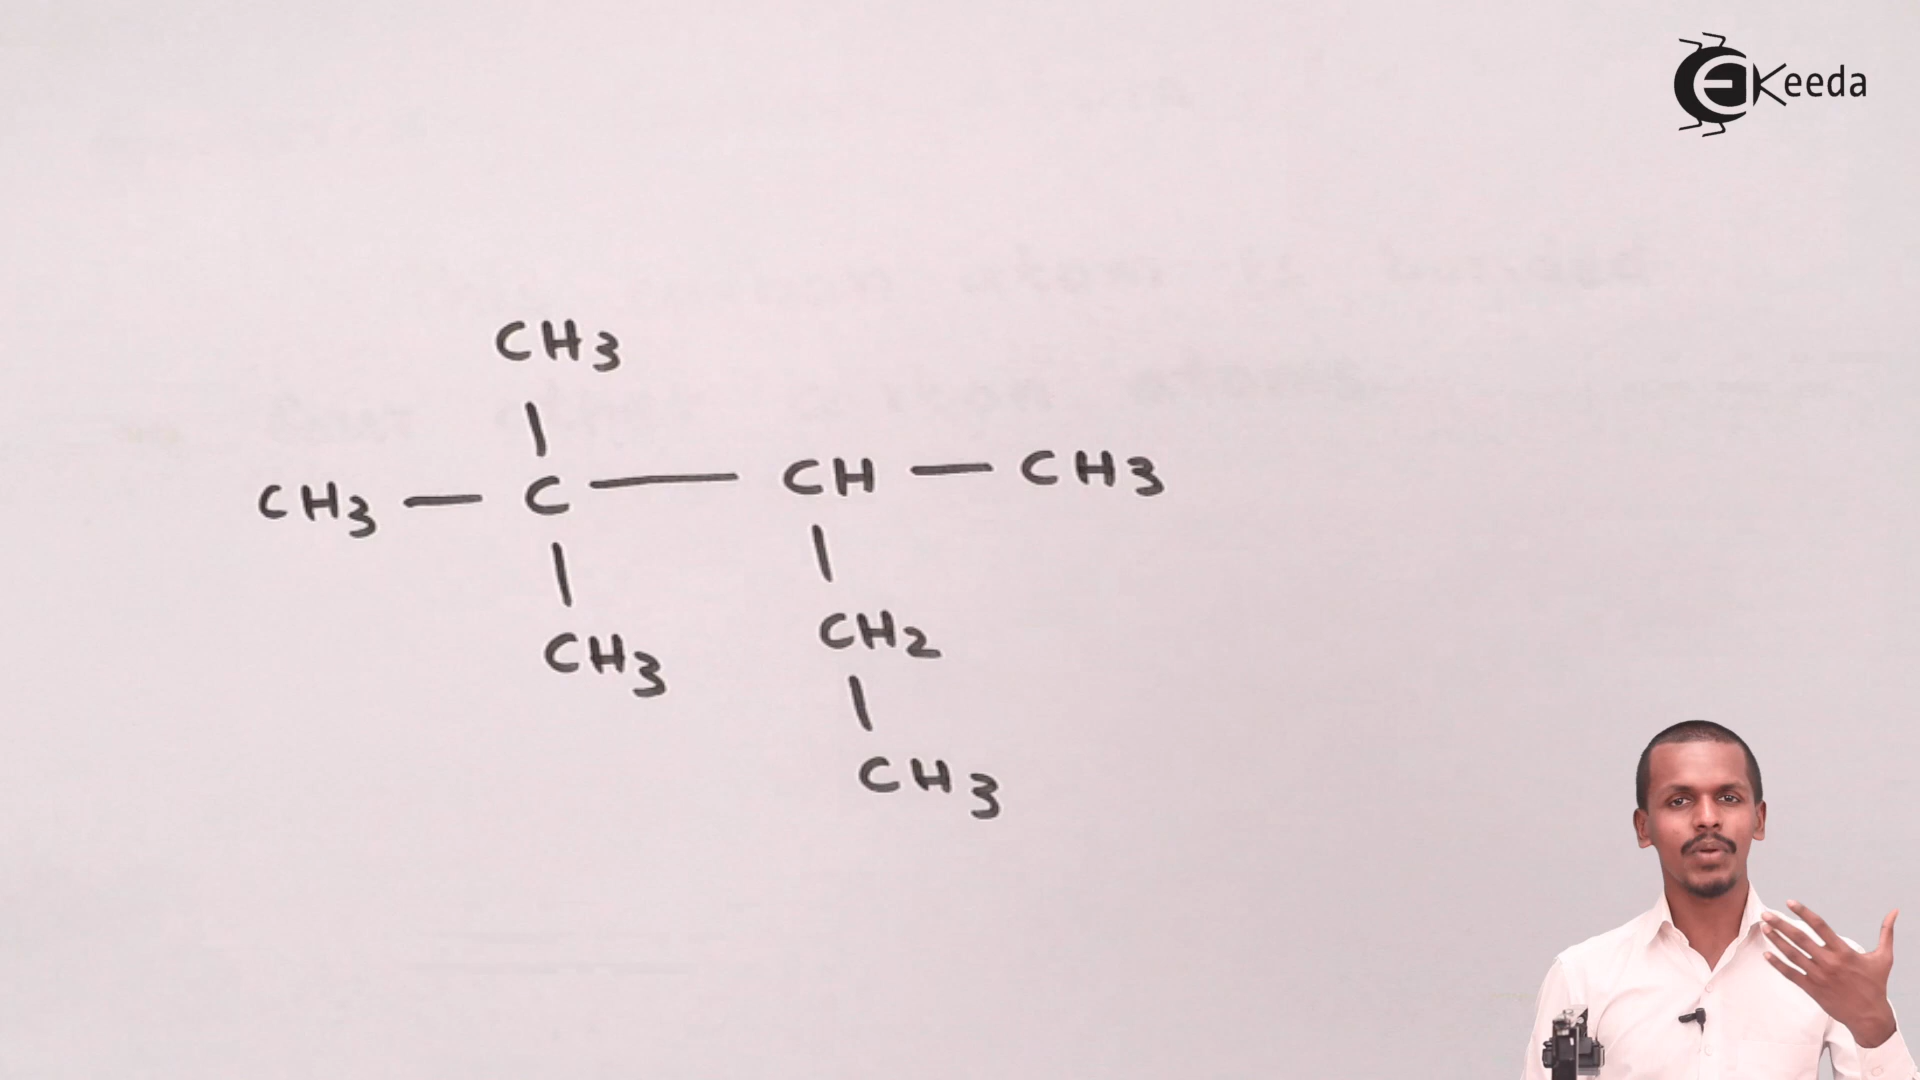 EKeeda
CH3
CH3 — C — CH — CH3
CH3 CH2
CH3